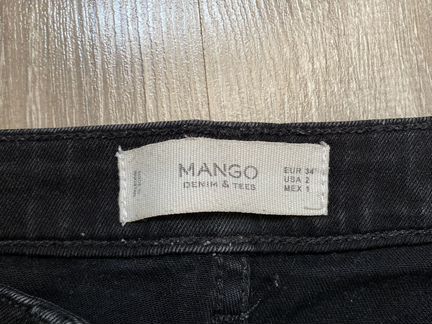 MANGO
DENIM & TEES
EUR 34
USA 2
MEX 1